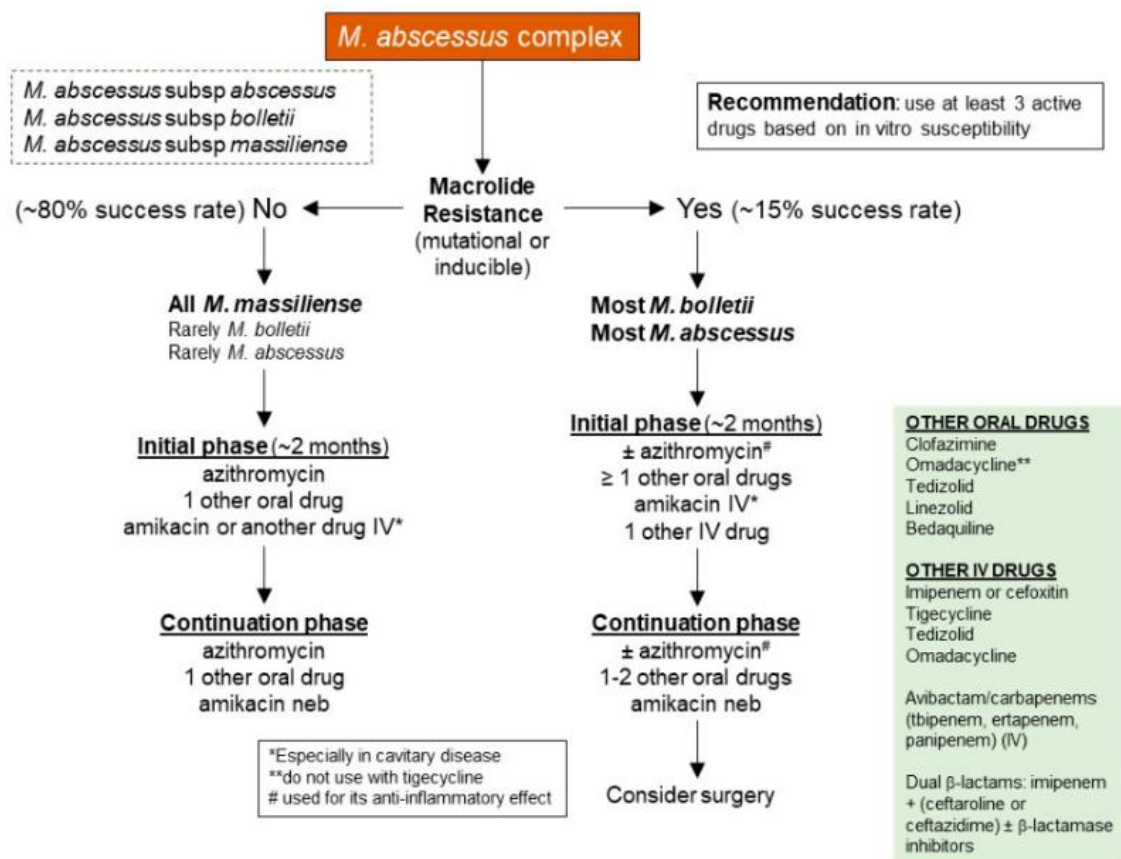 M. abscessus complex
M. abscessus subsp abscessus
M. abscessus subsp bolletii
M. abscessus subsp massiliense
Recommendation: use at least 3 active
drugs based on in vitro susceptibility
Macrolide
Resistance
(mutational or
inducible)
(~80% success rate) No
Yes (~15% success rate)
All M. massiliense
Rarely M. bolletii
Rarely M. abscessus
Most M. bolletii
Most M. abscessus
Initial phase (~2 months)
azithromycin
1 other oral drug
amikacin or another drug IV*
Initial phase (~2 months)
± azithromycin#
≥ 1 other oral drugs
amikacin IV*
1 other IV drug
Continuation phase
azithromycin
1 other oral drug
amikacin neb
Continuation phase
± azithromycin#
1-2 other oral drugs
amikacin neb
Consider surgery
*Especially in cavitary disease
**do not use with tigecycline
# used for its anti-inflammatory effect
OTHER ORAL DRUGS
Clofazimine
Omadacycline**
Tedizolid
Linezolid
Bedaquiline
OTHER IV DRUGS
Imipenem or cefoxitin
Tigecycline
Tedizolid
Omadacycline
Avibactam/carbapenems
(tbipenem, ertapenem,
panipenem) (IV)
Dual β-lactams: imipenem
+ (ceftaroline or
ceftazidime) ± β-lactamase
inhibitors